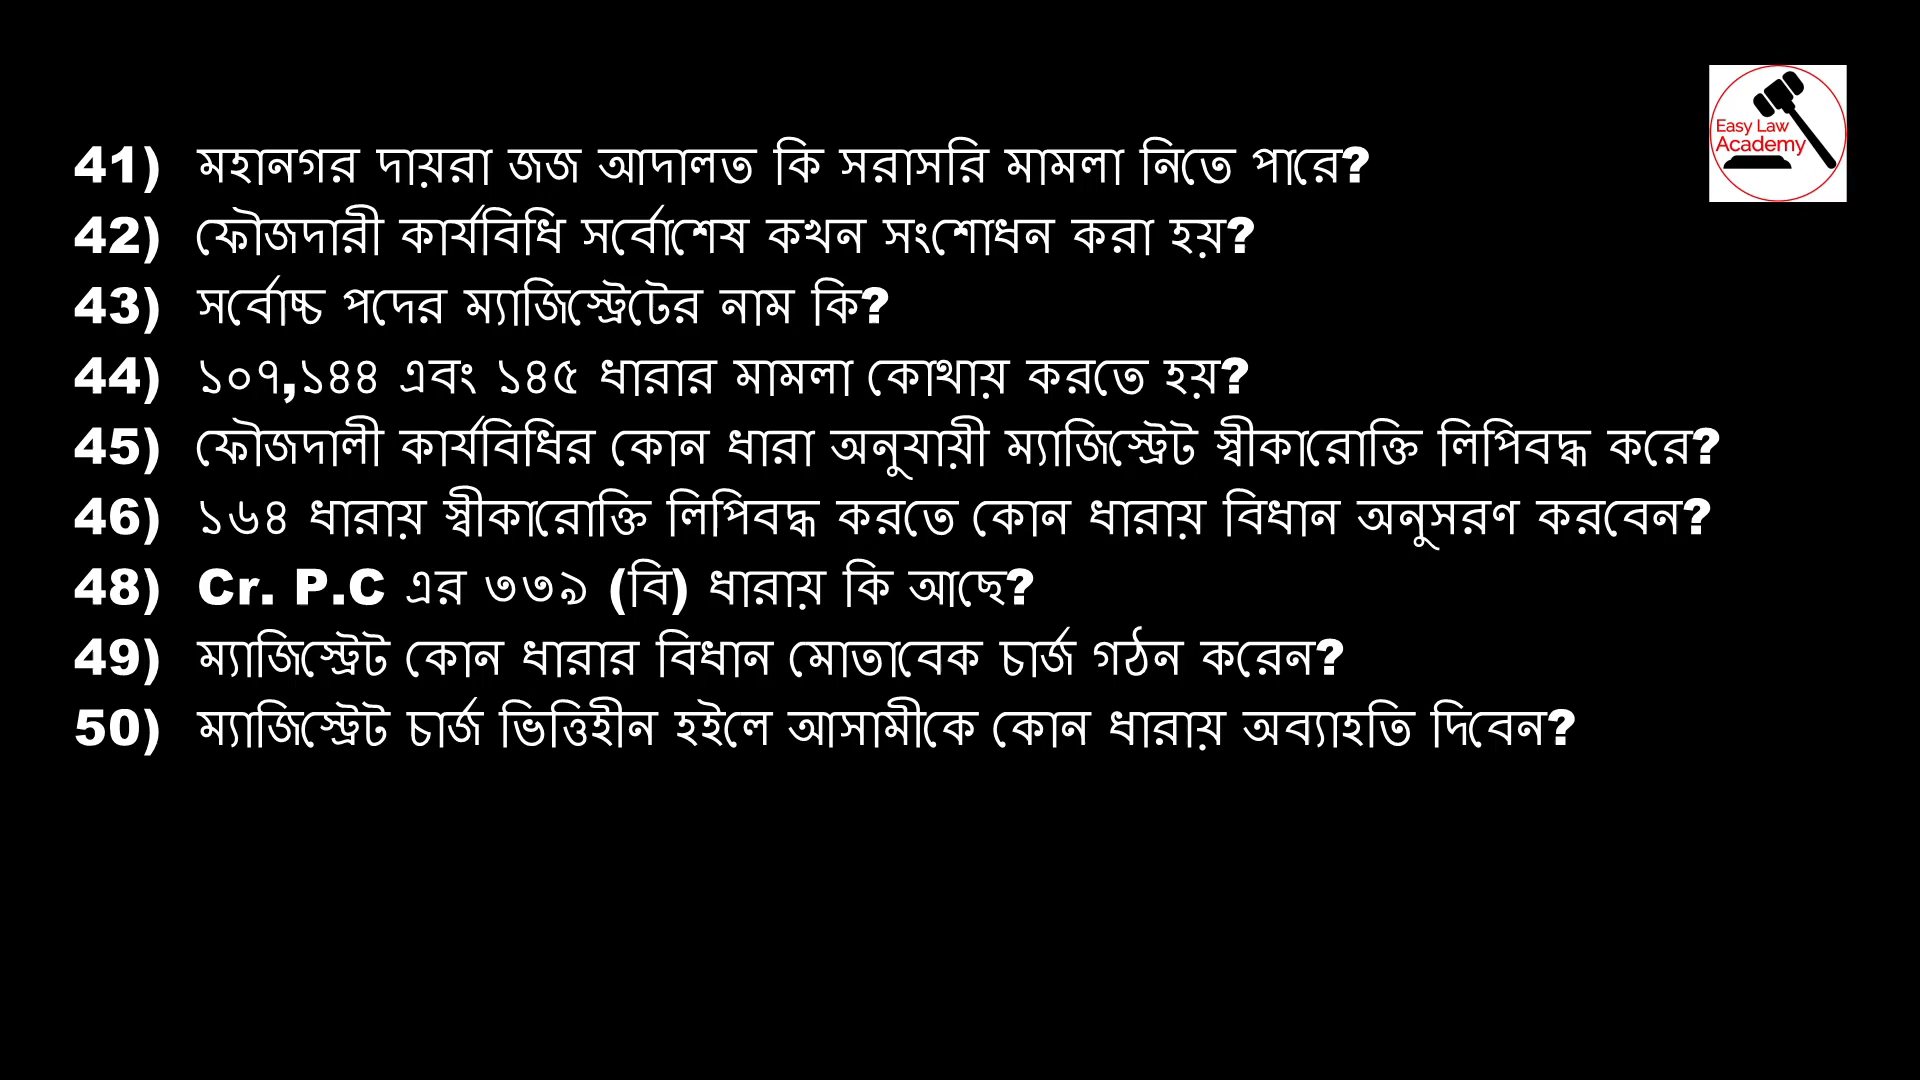 Easy Law
Academy
41) মহানগর দায়রা জজ আদালত কি সরাসরি মামলা নিতে পারে?
42) ফৌজদারী কার্যবিধি সর্বোশেষ কখন সংশোধন করা হয়?
43) সর্বোচ্চ পদের ম্যাজিস্ট্রেটের নাম কি?
44) ১০৭,১৪৪ এবং ১৪৫ ধারার মামলা কোথায় করতে হয়?
45) ফৌজদালী কার্যবিধির কোন ধারা অনুযায়ী ম্যাজিস্ট্রেট স্বীকারোক্তি লিপিবদ্ধ করে?
46) ১৬৪ ধারায় স্বীকারোক্তি লিপিবদ্ধ করতে কোন ধারায় বিধান অনুসরণ করবেন?
48) Cr. P.C এর ৩৩৯ (বি) ধারায় কি আছে?
49) ম্যাজিস্ট্রেট কোন ধারার বিধান মোতাবেক চার্জ গঠন করেন?
50) ম্যাজিস্ট্রেট চার্জ ভিত্তিহীন হইলে আসামীকে কোন ধারায় অব্যাহতি দিবেন?